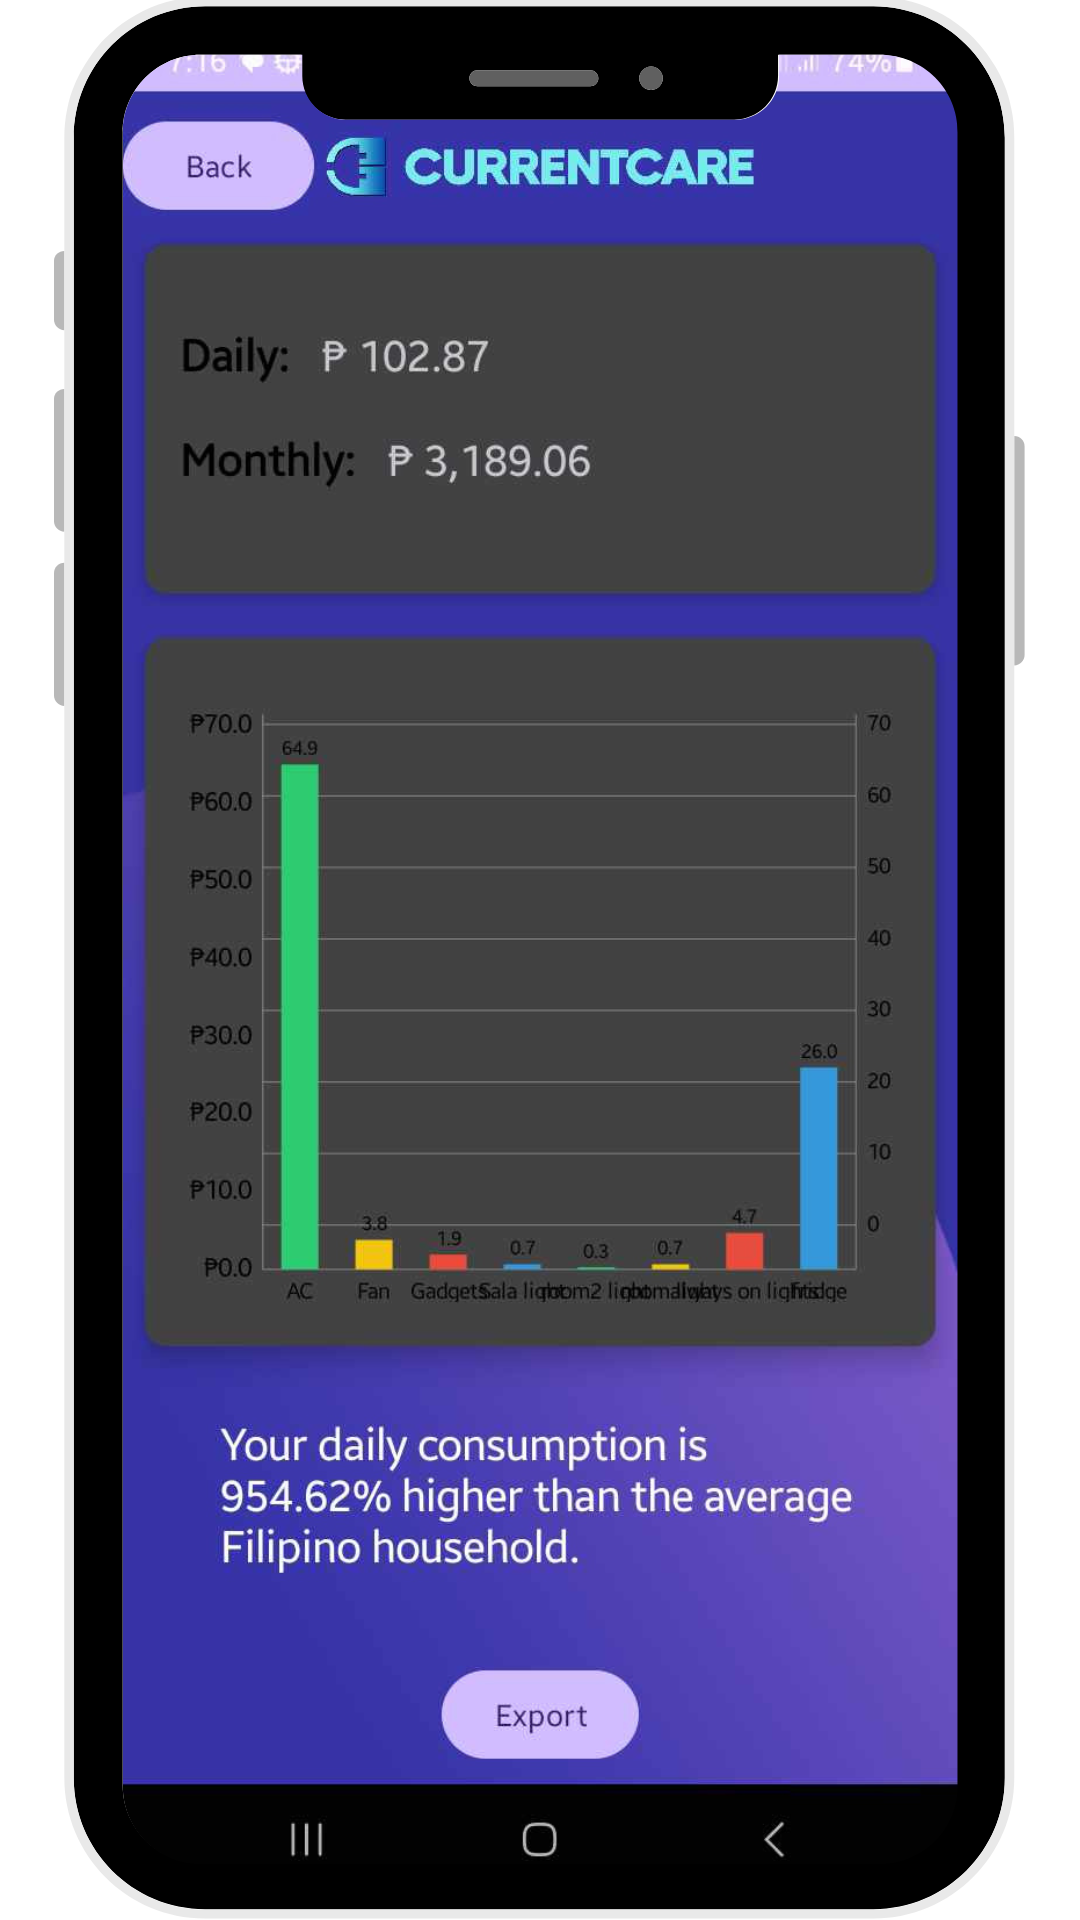 7:16 74%
Back CURRENTCARE
Daily: ₱ 102.87
Monthly: ₱ 3,189.06
₱70.0 70
64.9
₱60.0 60
₱50.0 50
₱40.0 40
₱30.0 30
26.0
₱20.0 20
₱10.0 10
3.8 1.9 0.7 0.3 0.7 4.7 0
₱0.0
AC Fan Gadgets Sala light room2 light always on lights fridge
Your daily consumption is
954.62% higher than the average
Filipino household.
Export